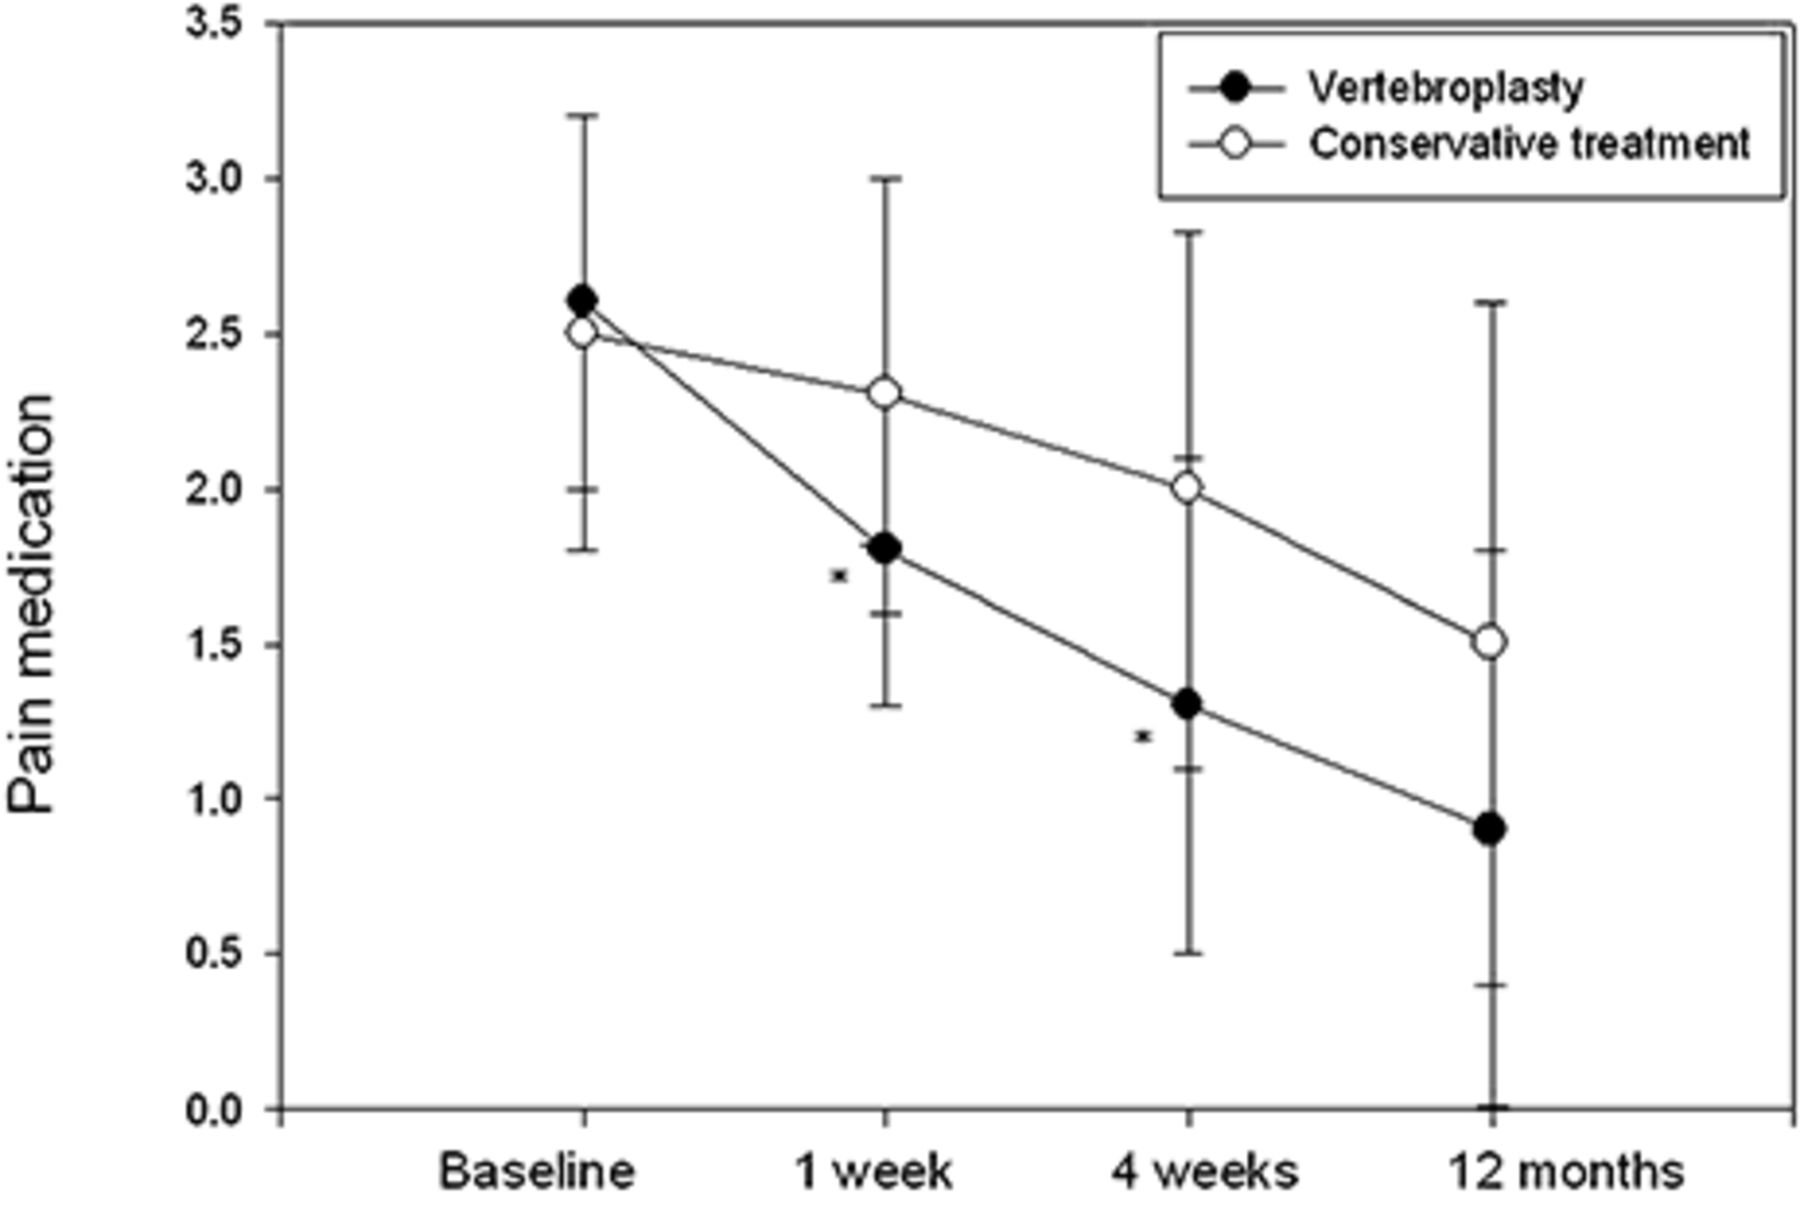 3.5
Vertebroplasty
Conservative treatment
3.0
2.5
2.0
1.5
1.0
0.5
0.0
Pain medication
*
*
Baseline 1 week 4 weeks 12 months